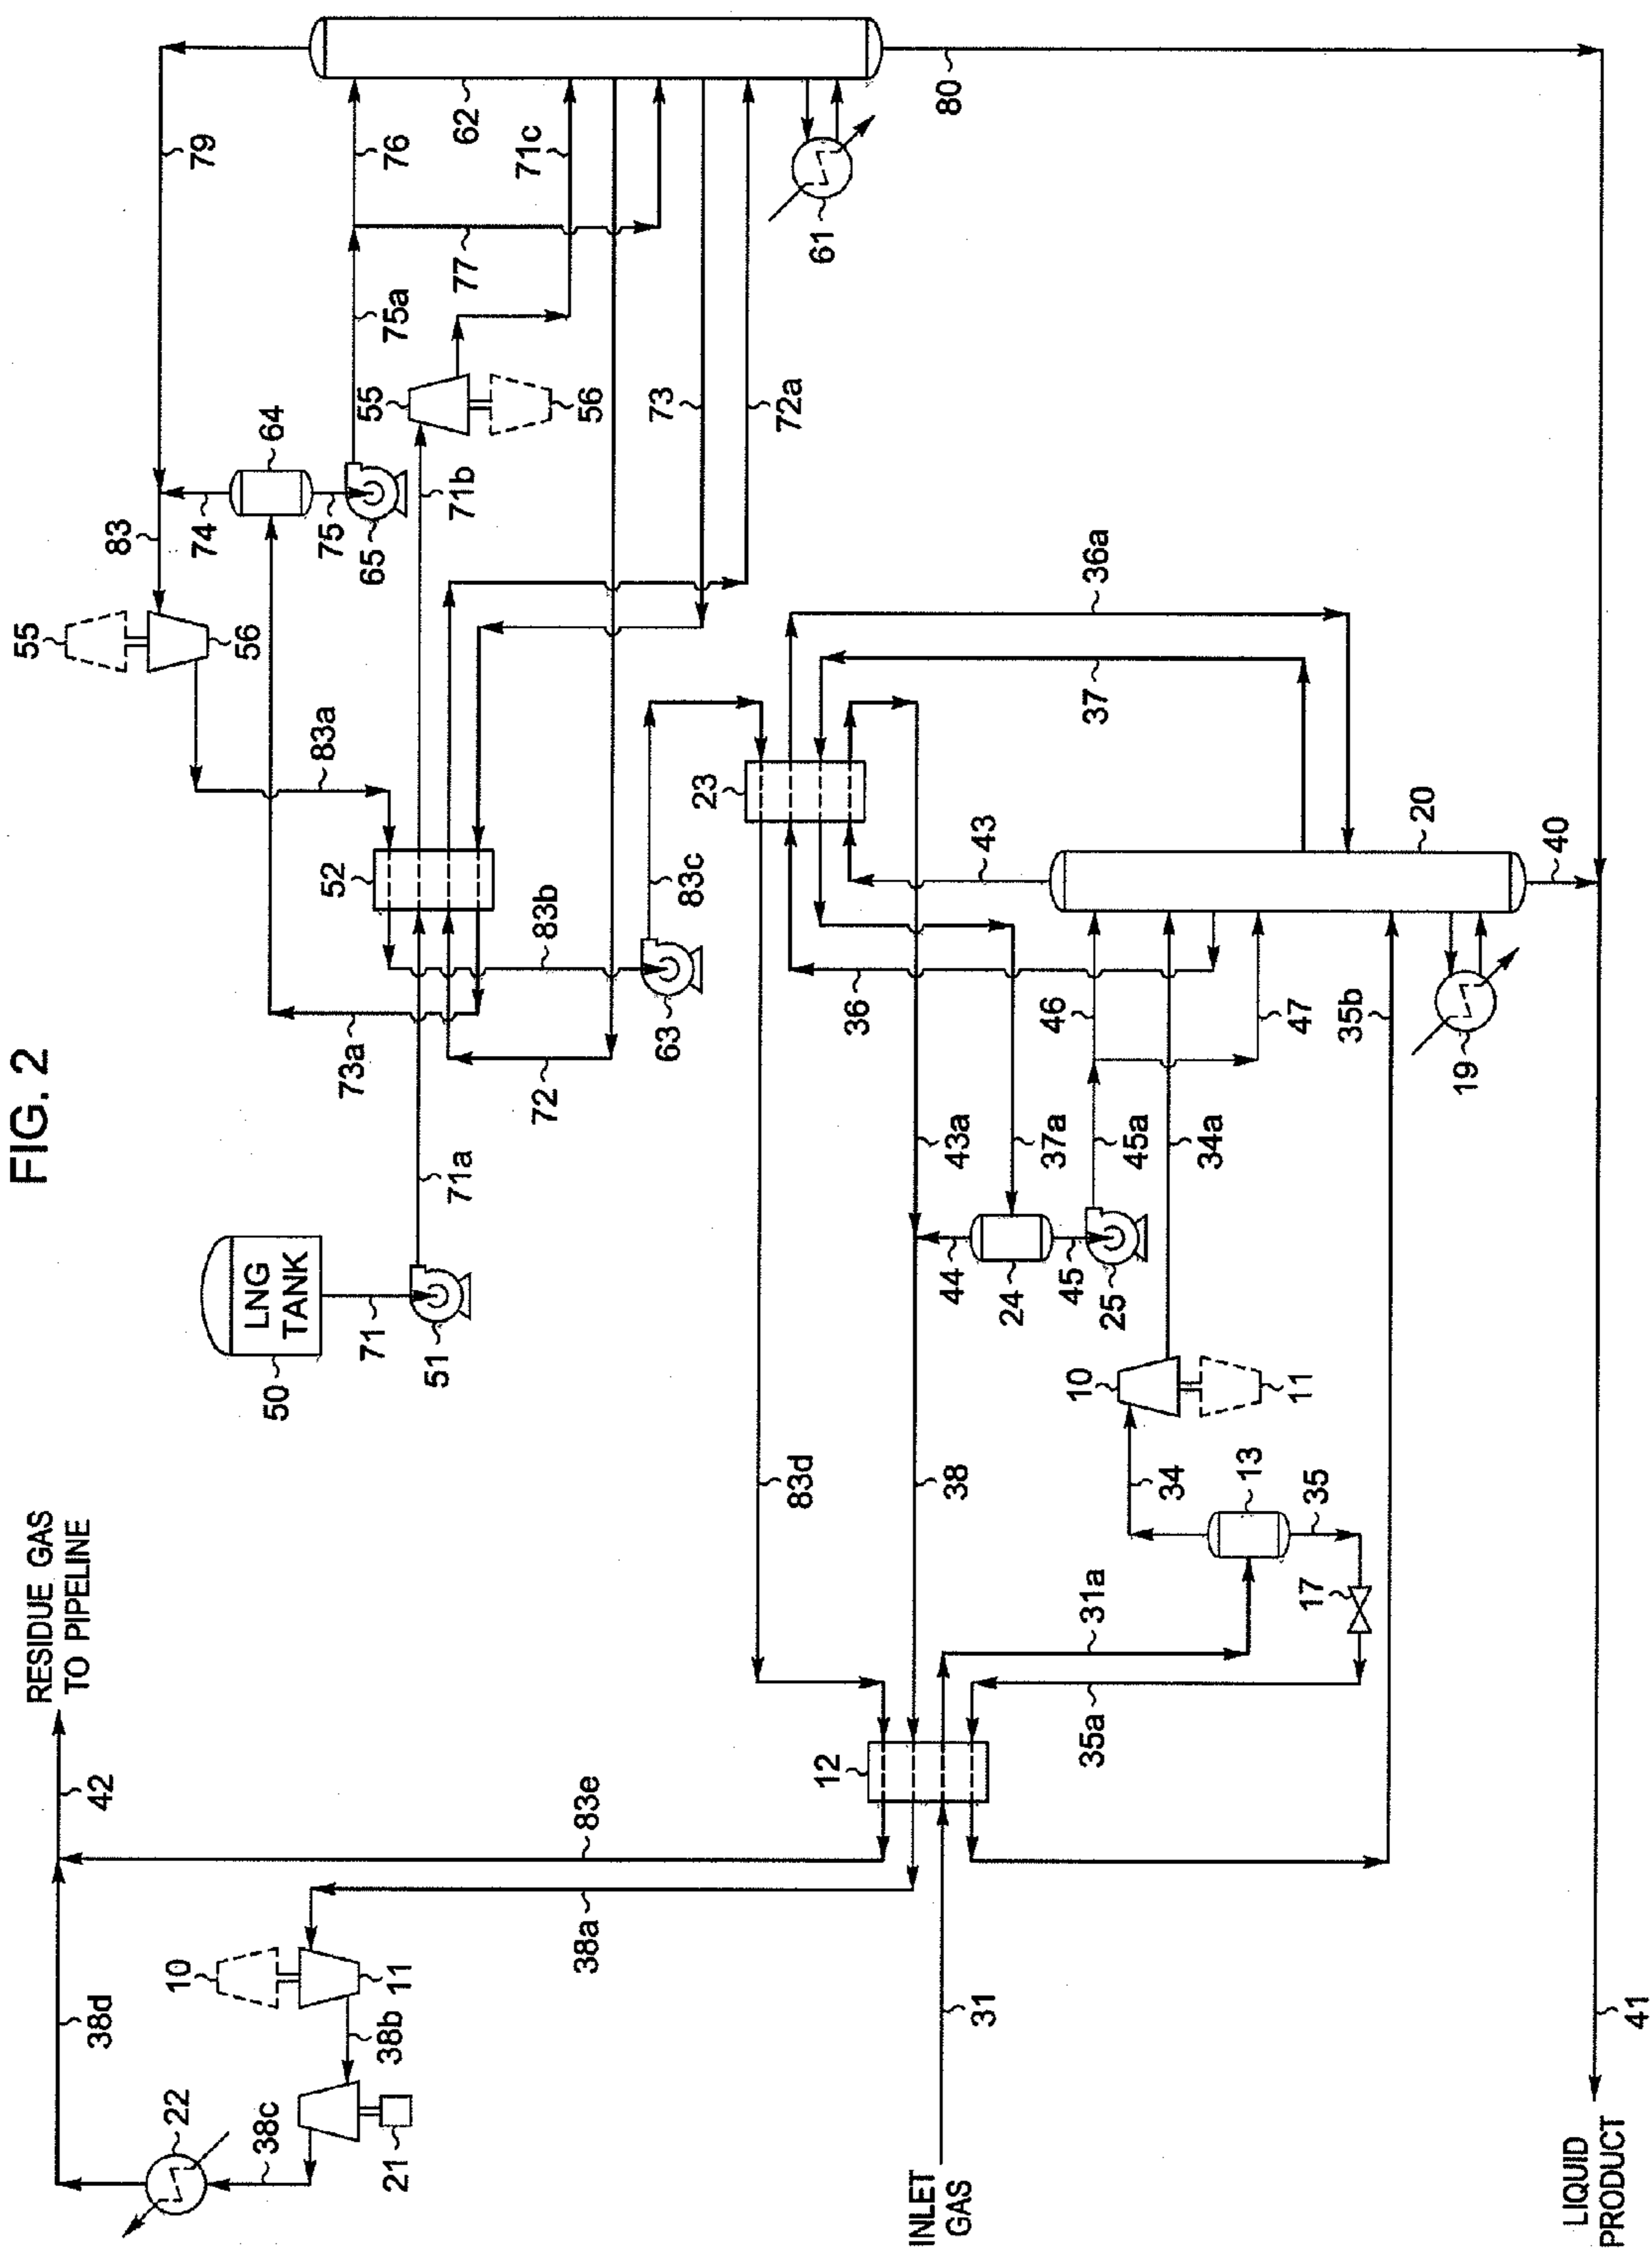 FIG. 2
RESIDUE GAS
TO PIPELINE
42
38d
22
38c
21
38b
10
11
38a
83e
12
INLET
GAS
31
31a
35a
17
35
13
34
10
11
34a
83d
38
43a
37a
45a
44
24
45
25
46
47
35b
36
43
19
20
40
37
36a
23
83c
83b
63
52
83a
73a
72
71a
LNG
TANK
50
71
51
55
56
83
74
64
75
65
71b
55
56
73
72a
75a
77
76
71c
79
62
61
80
41
LIQUID
PRODUCT